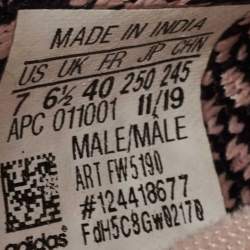 MADE IN INDIA
US UK FR JP CHN
7 6½ 40 250 245
APC 011001 11/19
MALE/MÂLE
ART FW5190
#124418677
adidas FdH5C8Gw02170